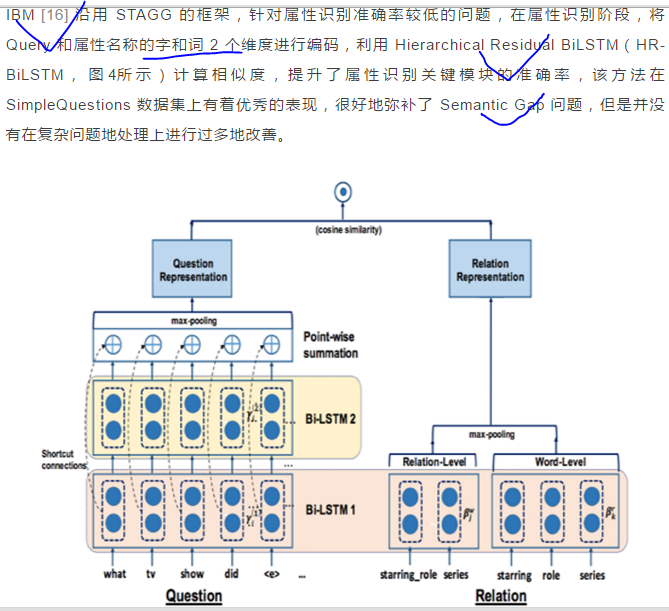 IBM [16] 沿用 STAGG 的框架，针对属性识别准确率较低的问题，在属性识别阶段，将
Query 和属性名称的字和词 2 个维度进行编码，利用 Hierarchical Residual BiLSTM（HR-
BiLSTM， 图4所示）计算相似度，提升了属性识别关键模块的准确率，该方法在
SimpleQuestions 数据集上有着优秀的表现，很好地弥补了 Semantic Gap 问题，但是并没
有在复杂问题地处理上进行过多地改善。
(cosine similarity)
Question
Representation
Relation
Representation
max-pooling
Point-wise
summation
Bi-LSTM 2
max-pooling
Shortcut
connections
...
Relation-Level
Word-Level
Bi-LSTM 1
what tv show did <e> ...
starring_role series
starring role series
Question
Relation